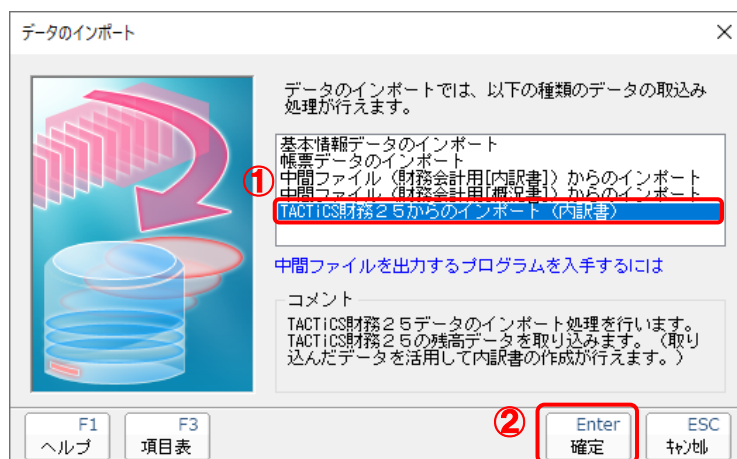 データのインポート
データのインポートでは、以下の種類のデータの取込み
処理が行えます。
基本情報データのインポート
帳票データのインポート
①
中間ファイル（財務会計用[内訳書]）からのインポート
中間ファイル（財務会計用[概況書]）からのインポート
TACTiCS財務２５からのインポート（内訳書）
中間ファイルを出力するプログラムを入手するには
コメント
TACTiCS財務２５データのインポート処理を行います。
TACTiCS財務２５の残高データを取り込みます。（取り
込んだデータを活用して内訳書の作成が行えます。）
F1
ヘルプ
F3
項目表
②
Enter
確定
ESC
ｷｬﾝｾﾙ